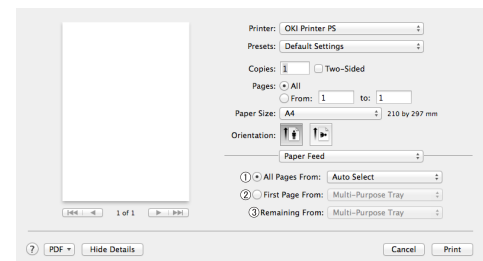 Printer: OKI Printer PS
Presets: Default Settings
Copies: 1 Two-Sided
Pages: All
From: 1 to: 1
Paper Size: A4 210 by 297 mm
Orientation:
Paper Feed
① All Pages From: Auto Select
② First Page From: Multi-Purpose Tray
③ Remaining From: Multi-Purpose Tray
1 of 1
? PDF Hide Details Cancel Print